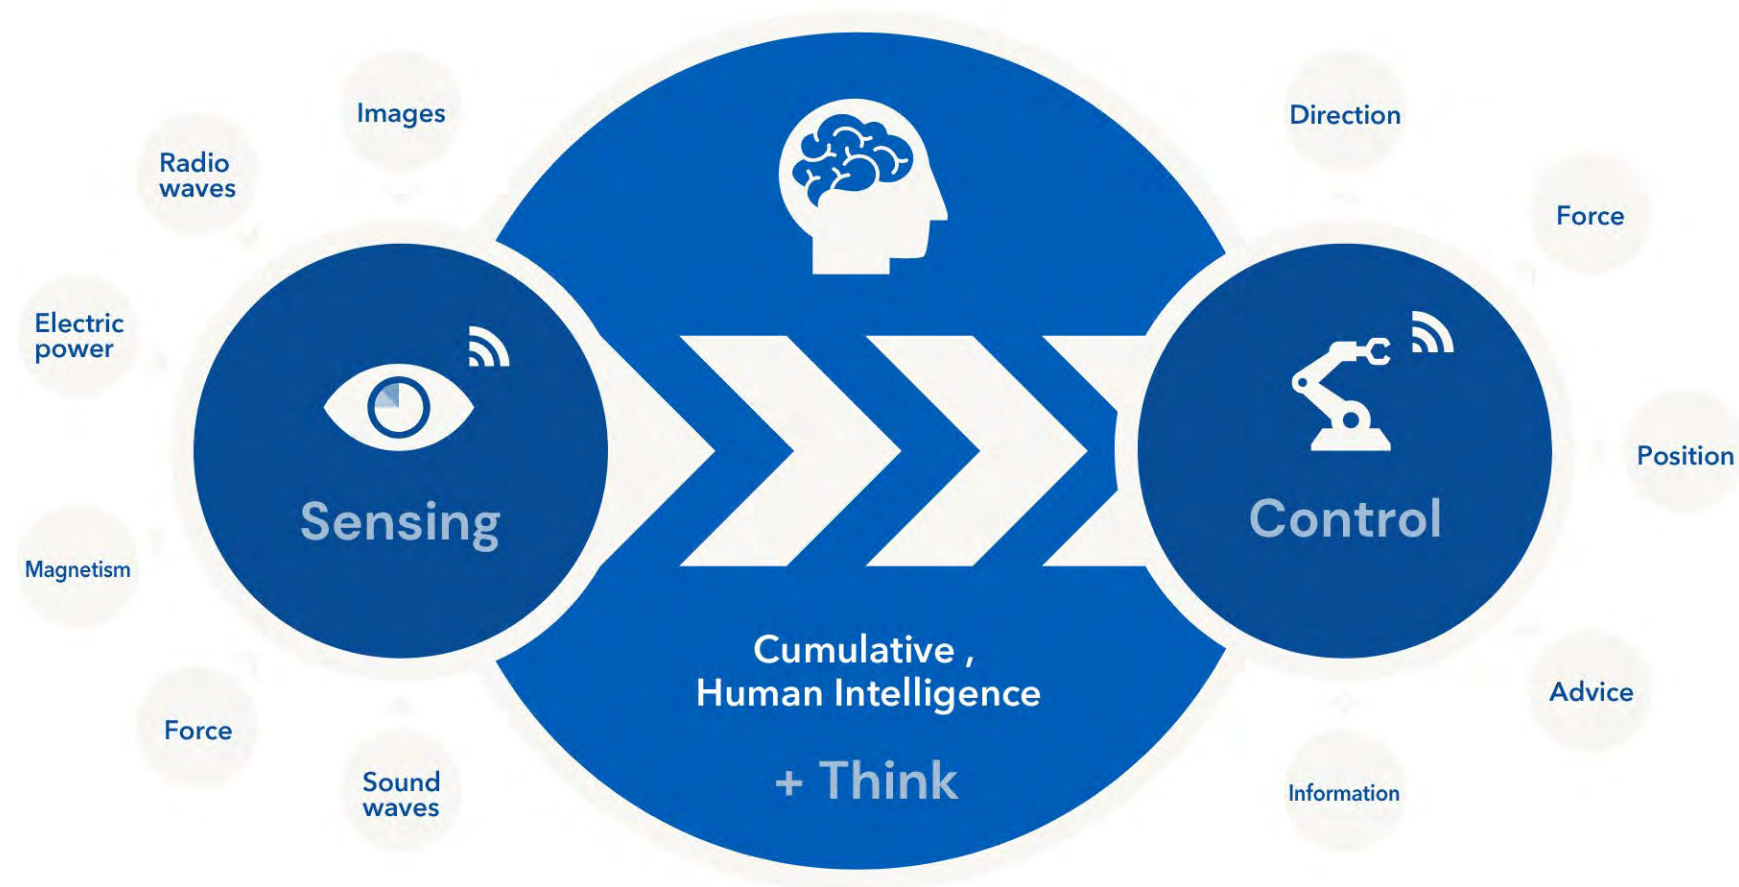 Images
Radio
waves
Electric
power
Magnetism
Force
Sound
waves
Sensing
Cumulative ,
Human Intelligence
+ Think
Control
Direction
Force
Position
Advice
Information